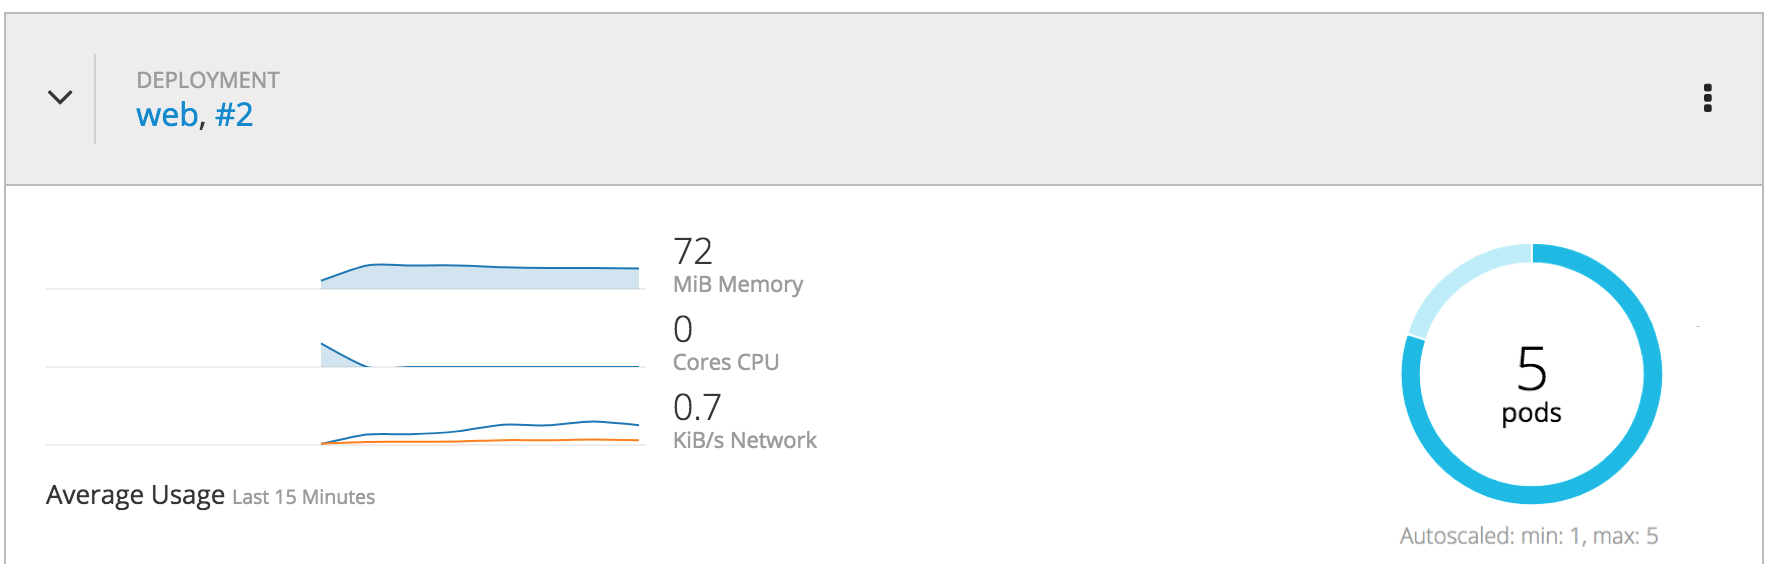 DEPLOYMENT
web, #2
72
MiB Memory
0
Cores CPU
0.7
KiB/s Network
Average Usage Last 15 Minutes
5
pods
Autoscaled: min: 1, max: 5